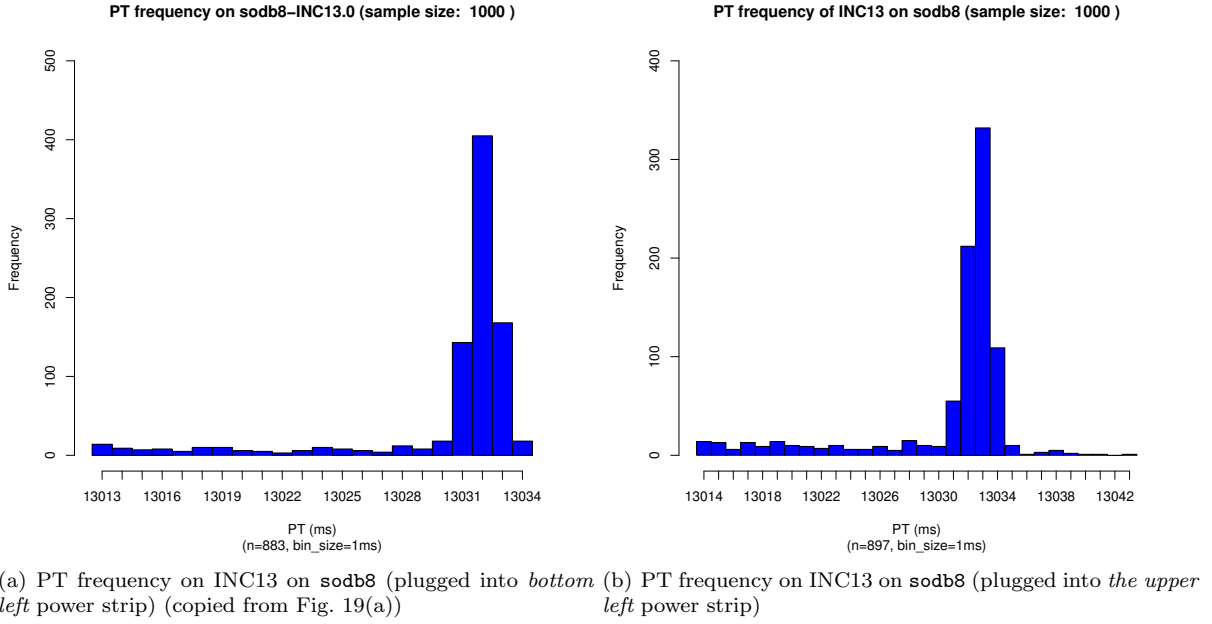 PT frequency on sodb8−INC13.0 (sample size:  1000 )
500
400
300
200
100
0
Frequency
13013 13016 13019 13022 13025 13028 13031 13034
PT (ms)
(n=883, bin_size=1ms)
(a) PT frequency on INC13 on sodb8 (plugged into bottom
left power strip) (copied from Fig. 19(a))
PT frequency of INC13 on sodb8 (sample size:  1000 )
400
300
200
100
0
Frequency
13014 13018 13022 13026 13030 13034 13038 13042
PT (ms)
(n=897, bin_size=1ms)
(b) PT frequency on INC13 on sodb8 (plugged into the upper
left power strip)